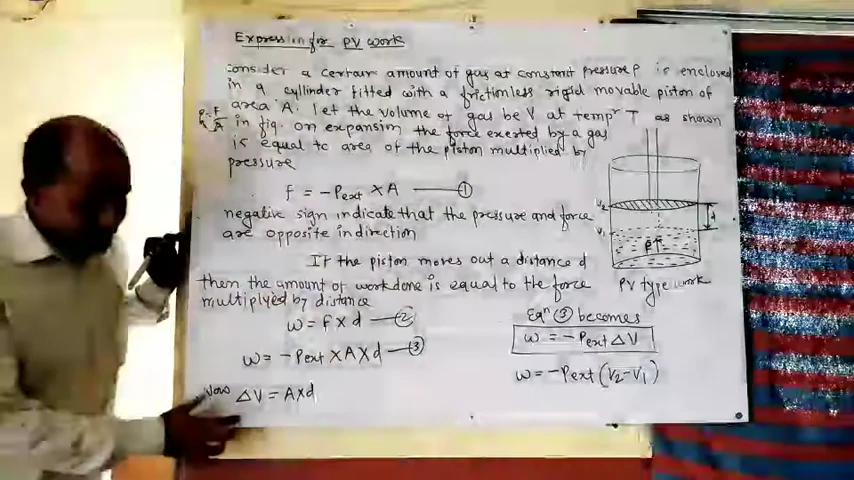 Expression for PV work
Consider a certain amount of gas at constant pressure P is enclosed
in a cylinder fitted with a frictionless rigid movable piston of
area A. let the volume of gas be V at tempr T as shown
P = F/A
in fig. on expansion the force exerted by a gas
is equal to area of the piston multiplied by
pressure
f = -Pext × A ——①
negative sign indicate that the pressure and force
are opposite in direction
If the piston moves out a distance d
then the amount of workdone is equal to the force
multiplyed by distance
w = f × d —②
w = -Pext × A × d —③
Now ΔV = A×d
V2
V1
d
PV type work
Eqn ③ becomes
w = -Pext ΔV
w = -Pext (V2-V1)